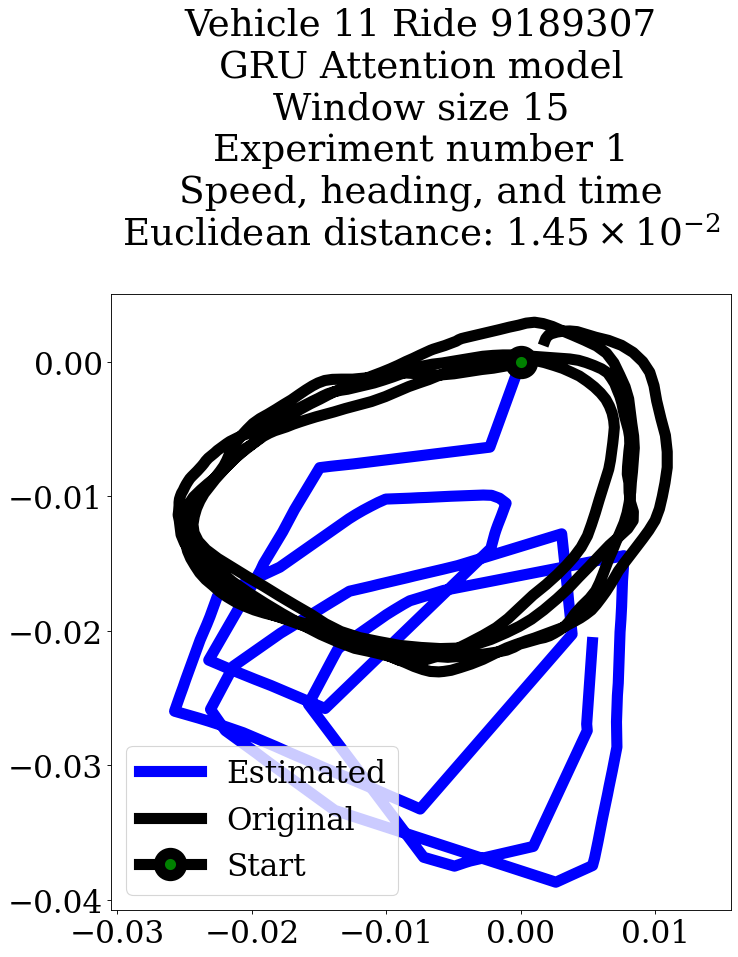 Vehicle 11 Ride 9189307
GRU Attention model
Window size 15
Experiment number 1
Speed, heading, and time
Euclidean distance: 1.45 × 10⁻²
0.00
−0.01
−0.02
−0.03
−0.04
Estimated
Original
Start
−0.03 −0.02 −0.01 0.00 0.01